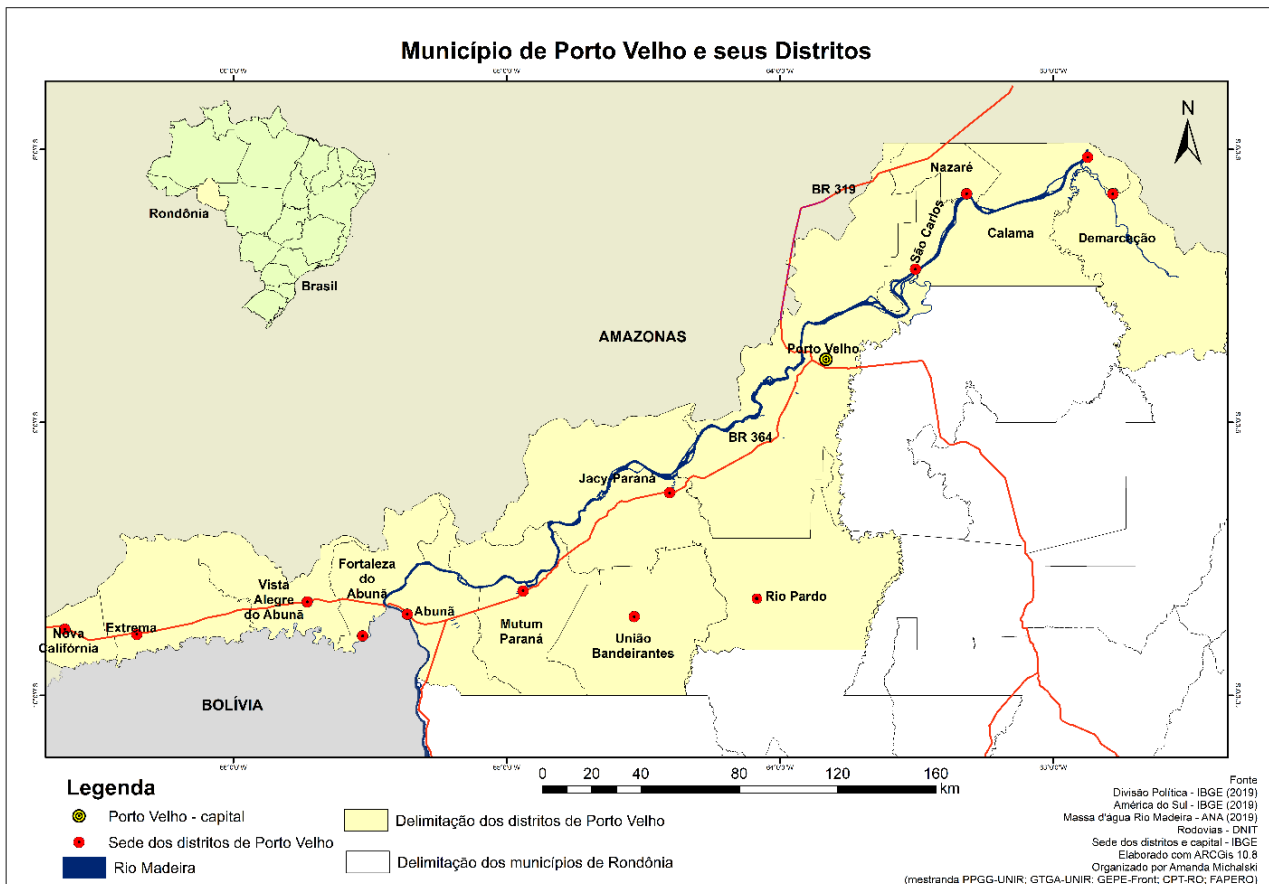 Município de Porto Velho e seus Distritos
64°0'0"W
N
Nazaré
BR 319
Rondônia
São Carlos
Calama
Demarcação
Brasil
AMAZONAS
Porto Velho
BR 364
Jacy-Paraná
Fortaleza
do
Abunã
Vista
Alegre
do Abunã
Abunã
Rio Pardo
Nova
Califórnia
Extrema
Mutum
Paraná
União
Bandeirantes
BOLÍVIA
0 20 40 80 120 160
km
Legenda
Porto Velho - capital
Sede dos distritos de Porto Velho
Rio Madeira
Delimitação dos distritos de Porto Velho
Delimitação dos municípios de Rondônia
Fonte
Divisão Política - IBGE (2019)
América do Sul - IBGE (2019)
Massa d'água Rio Madeira - ANA (2019)
Rodovias - DNIT
Sede dos distritos e capital - IBGE
Elaborado com ARCGis 10.8
Organizado por Amanda Michalski
(mestranda PPGG-UNIR; GTGA-UNIR; GEPE-Front; CPT-RO; FAPERO)